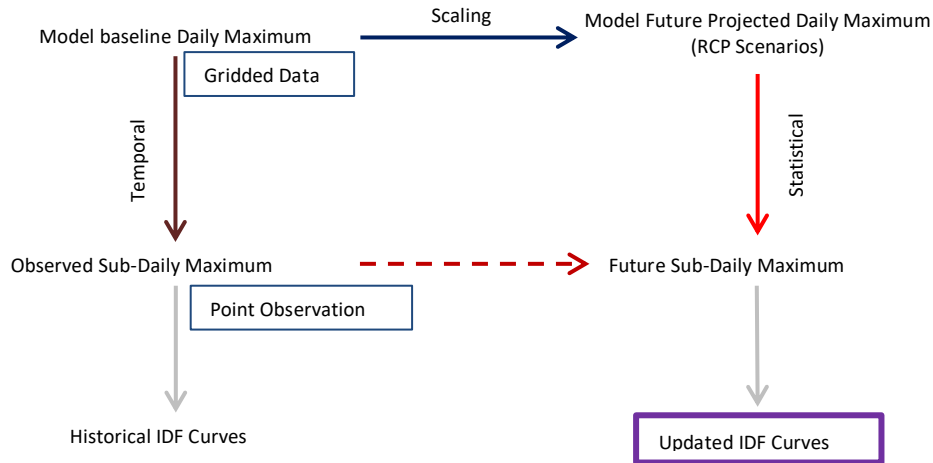 Scaling
Model baseline Daily Maximum
Model Future Projected Daily Maximum
(RCP Scenarios)
Gridded Data
Temporal
Statistical
Observed Sub-Daily Maximum
Future Sub-Daily Maximum
Point Observation
Historical IDF Curves
Updated IDF Curves